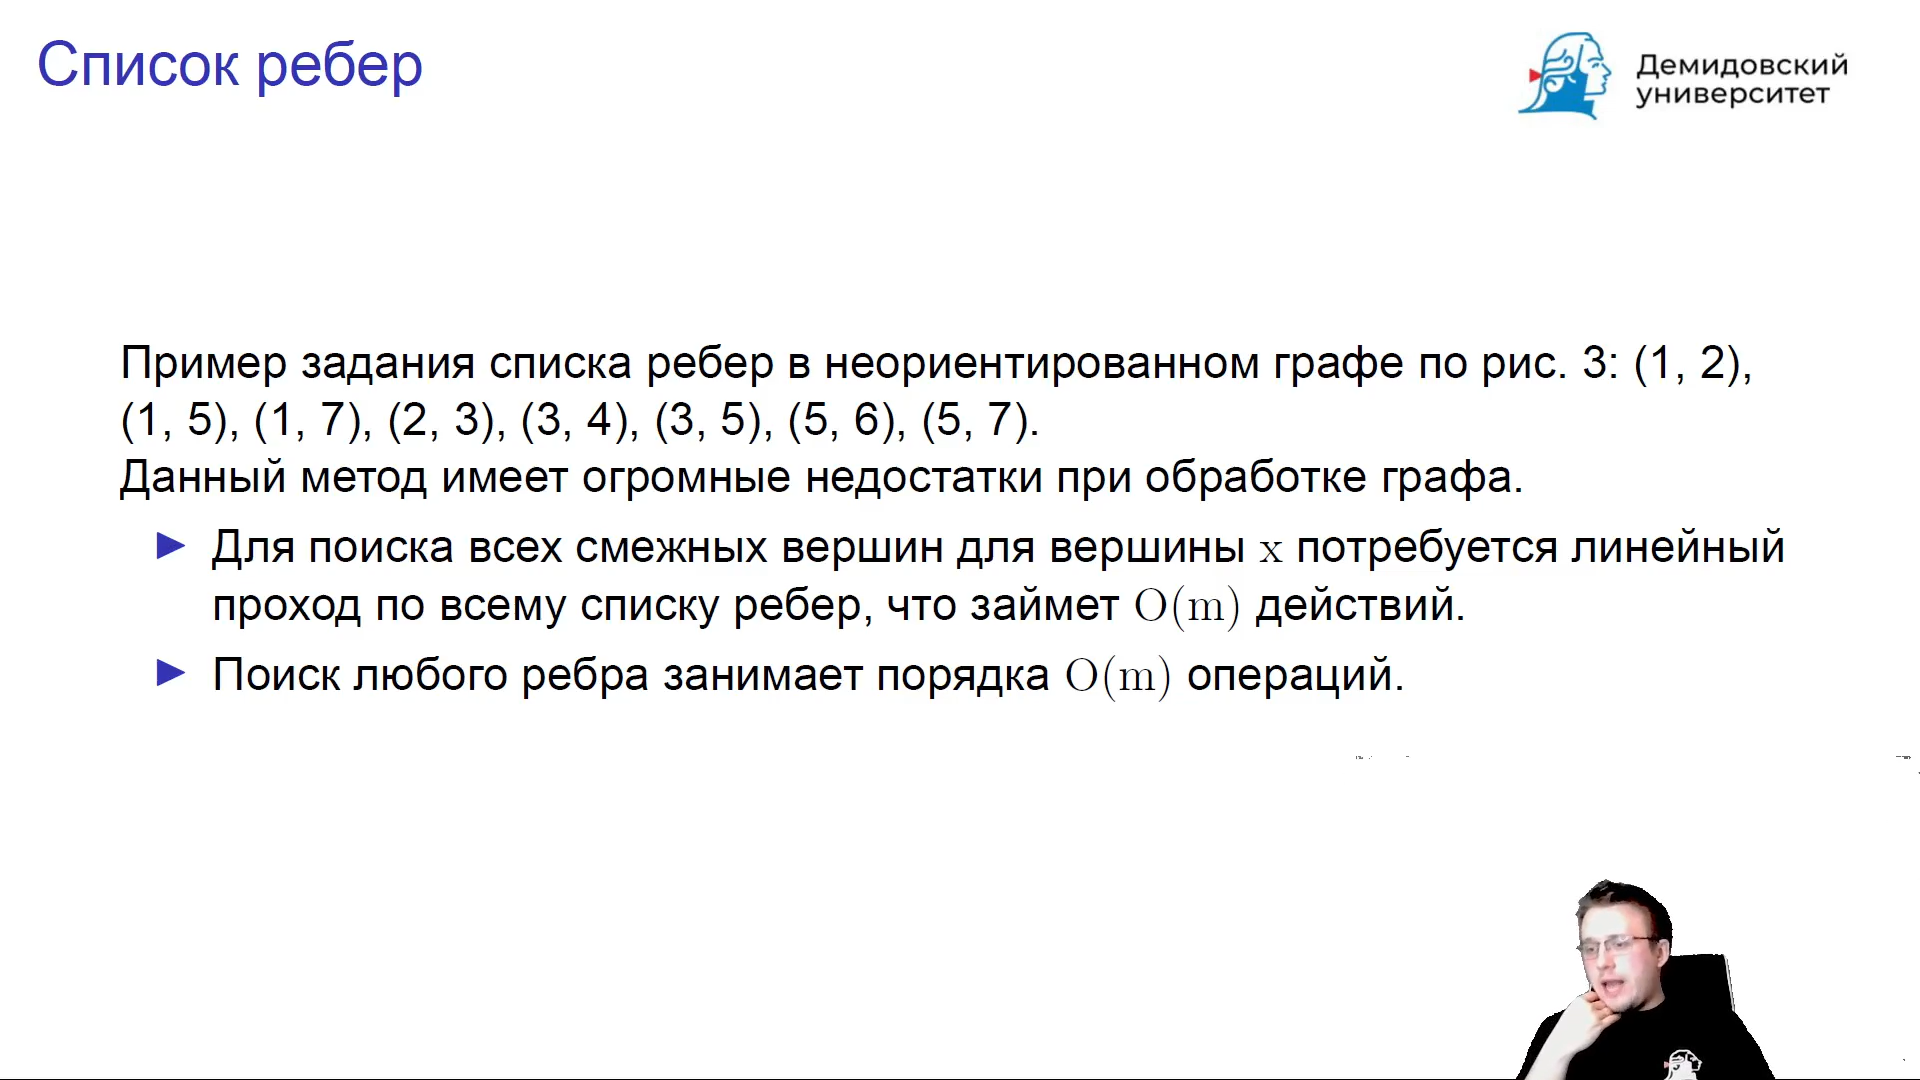 Список ребер
Демидовский
университет
Пример задания списка ребер в неориентированном графе по рис. 3: (1, 2),
(1, 5), (1, 7), (2, 3), (3, 4), (3, 5), (5, 6), (5, 7).
Данный метод имеет огромные недостатки при обработке графа.
► Для поиска всех смежных вершин для вершины x потребуется линейный
проход по всему списку ребер, что займет O(m) действий.
► Поиск любого ребра занимает порядка O(m) операций.